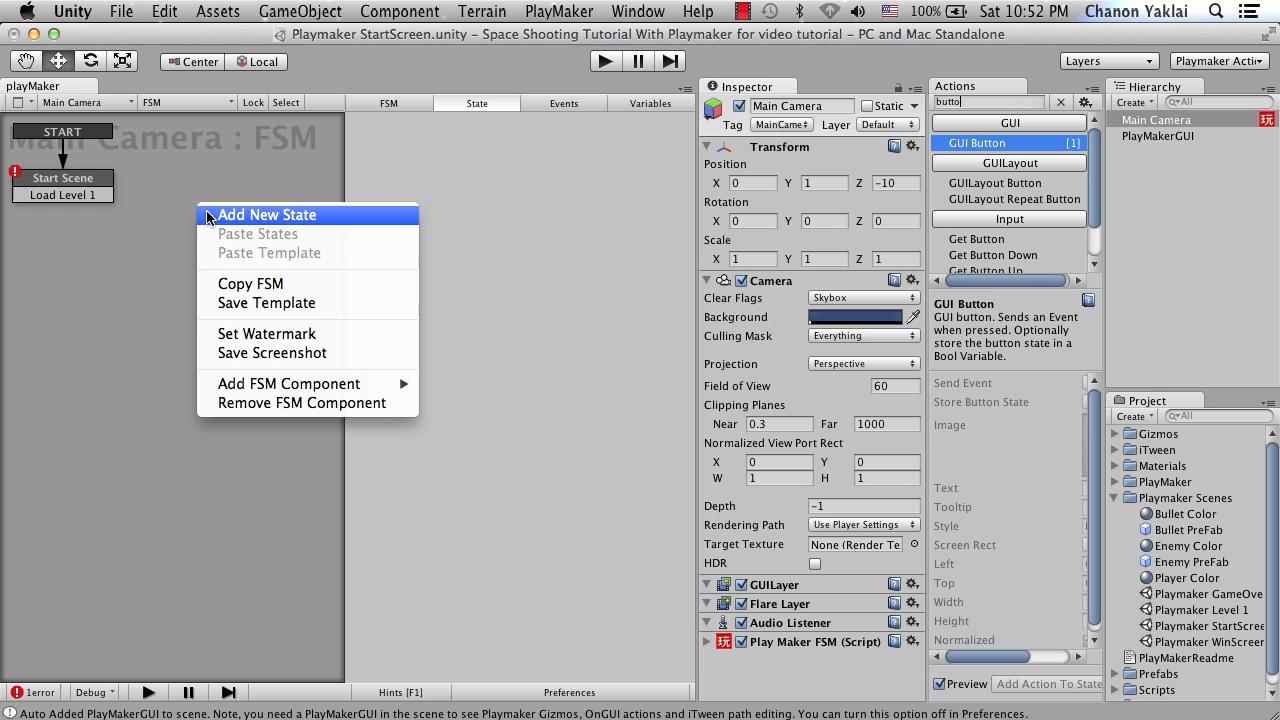 Unity File Edit Assets GameObject Component Terrain PlayMaker Window Help 100% Sat 10:52 PM Chanon Yaklai
Playmaker StartScreen.unity - Space Shooting Tutorial With Playmaker for video tutorial - PC and Mac Standalone
Center Local Layers Playmaker Acti
playMaker
Main Camera FSM Lock Select FSM State Events Variables
Main Camera : FSM
START
Start Scene
Load Level 1
Add New State
Paste States
Paste Template
Copy FSM
Save Template
Set Watermark
Save Screenshot
Add FSM Component
Remove FSM Component
1error Debug Hints [F1] Preferences
Inspector
Main Camera Static
Tag MainCame Layer Default
Transform
Position
X 0 Y 1 Z -10
Rotation
X 0 Y 0 Z 0
Scale
X 1 Y 1 Z 1
Camera
Clear Flags Skybox
Background
Culling Mask Everything
Projection Perspective
Field of View 60
Clipping Planes
Near 0.3 Far 1000
Normalized View Port Rect
X 0 Y 0
W 1 H 1
Depth -1
Rendering Path Use Player Settings
Target Texture None (Render Te
HDR
GUILayer
Flare Layer
Audio Listener
玩 Play Maker FSM (Script)
Actions
butto
GUI
GUI Button [1]
GUILayout
GUILayout Button
GUILayout Repeat Button
Input
Get Button
Get Button Down
Get Button Up
GUI Button
GUI button. Sends an Event
when pressed. Optionally
store the button state in a
Bool Variable.
Send Event
Store Button State
Image
Text
Tooltip
Style
Screen Rect
Left
Top
Width
Height
Normalized
Preview Add Action To State
Hierarchy
Create All
Main Camera 玩
PlayMakerGUI
Project
Create All
Gizmos
iTween
Materials
PlayMaker
Playmaker Scenes
Bullet Color
Bullet PreFab
Enemy Color
Enemy PreFab
Player Color
Playmaker GameOve
Playmaker Level 1
Playmaker StartScree
Playmaker WinScreen
PlayMakerReadme
Prefabs
Scripts
Auto Added PlayMakerGUI to scene. Note, you need a PlayMakerGUI in the scene to see Playmaker Gizmos, OnGUI actions and iTween path editing. You can turn this option off in Preferences.